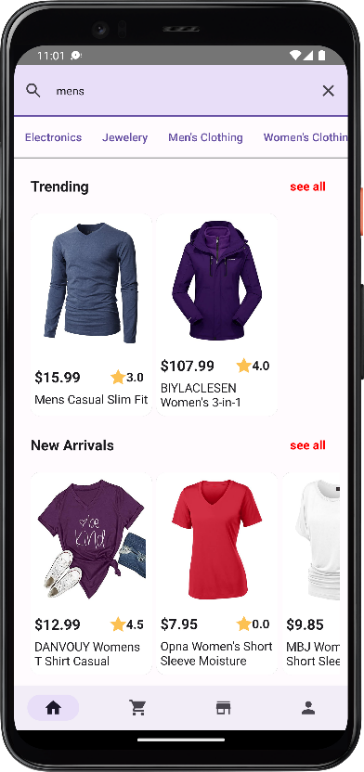 11:01
mens
Electronics Jewelery Men's Clothing Women's Clothin
Trending see all
$15.99 3.0
Mens Casual Slim Fit
$107.99 4.0
BIYLACLESEN
Women's 3-in-1
New Arrivals see all
nice
KIND!
$12.99 4.5
DANVOUY Womens
T Shirt Casual
$7.95 0.0
Opna Women's Short
Sleeve Moisture
$9.85
MBJ Wom
Short Slee